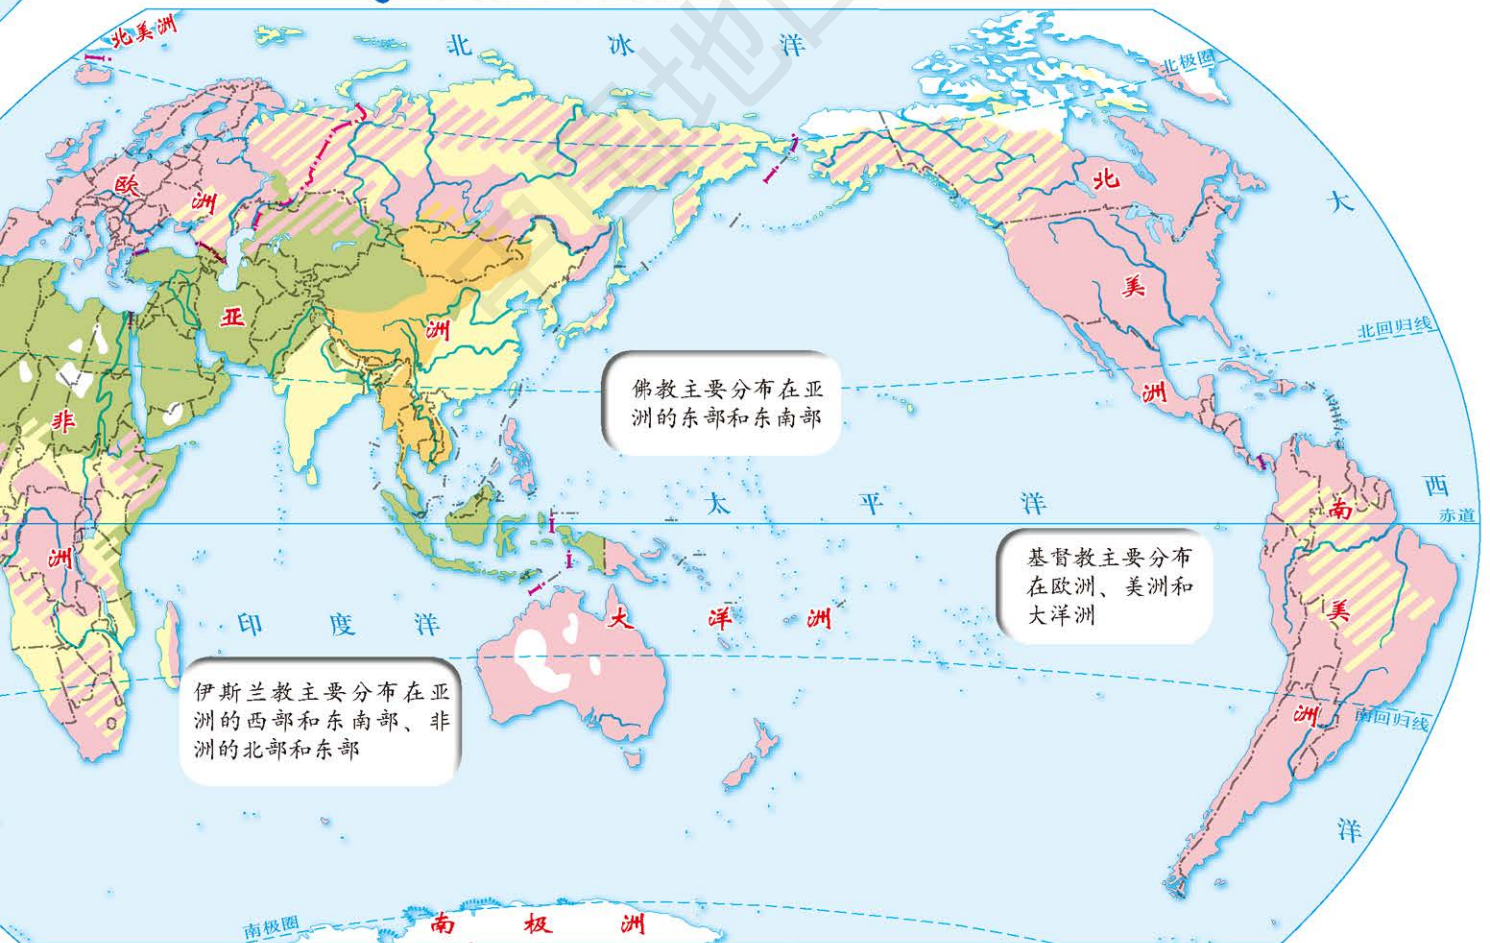 北美洲
北 冰 洋
北极圈
欧 洲
北
大
亚 洲
美
北回归线
佛教主要分布在亚
洲的东部和东南部
洲
非
太 平 洋
西
南
赤道
洲
基督教主要分布
在欧洲、美洲和
大洋洲
印 度 洋
大 洋 洲
美
伊斯兰教主要分布在亚
洲的西部和东南部、非
洲的北部和东部
洲
南回归线
洋
南极圈
南 极 洲
中国地图